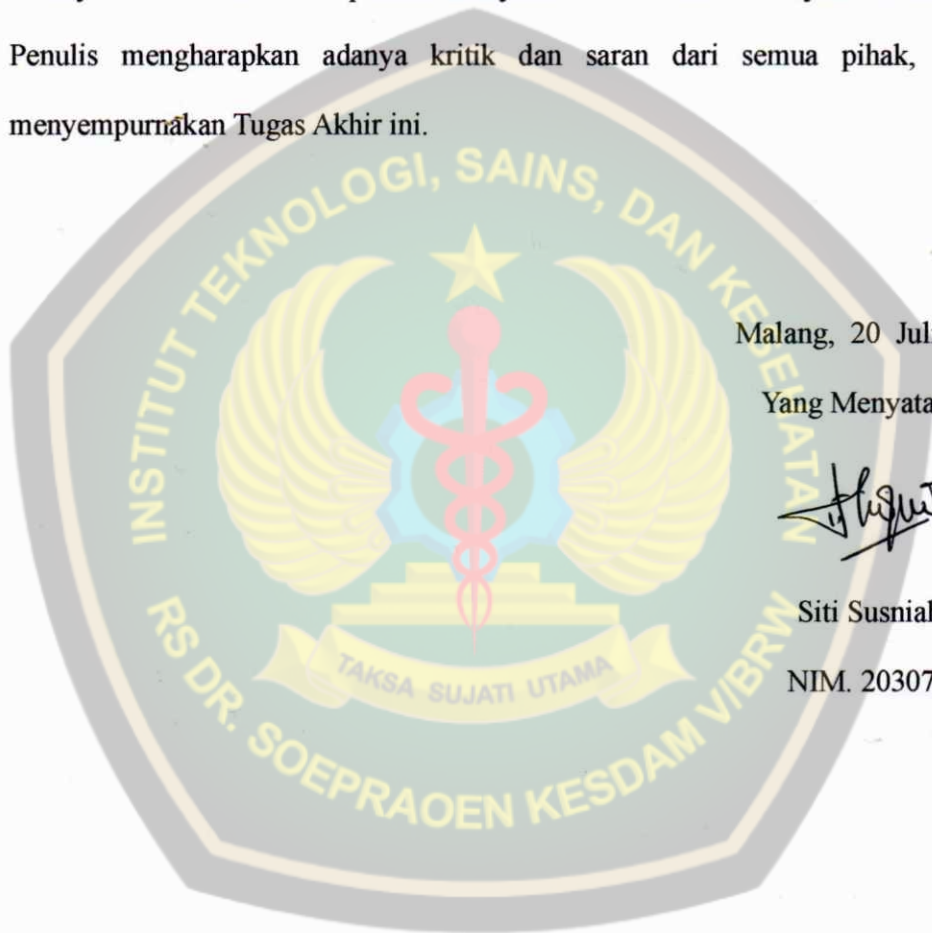 Penulis mengharapkan adanya kritik dan saran dari semua pihak,
menyempurnakan Tugas Akhir ini.
INSTITUT TEKNOLOGI, SAINS, DAN KESEHATAN
Malang, 20 Jul
Yang Menyata
Siti Susnia
NIM. 20307
TAKSA SUJATI UTAMA
RS DR. SOEPRAOEN KESDAM V/BRW